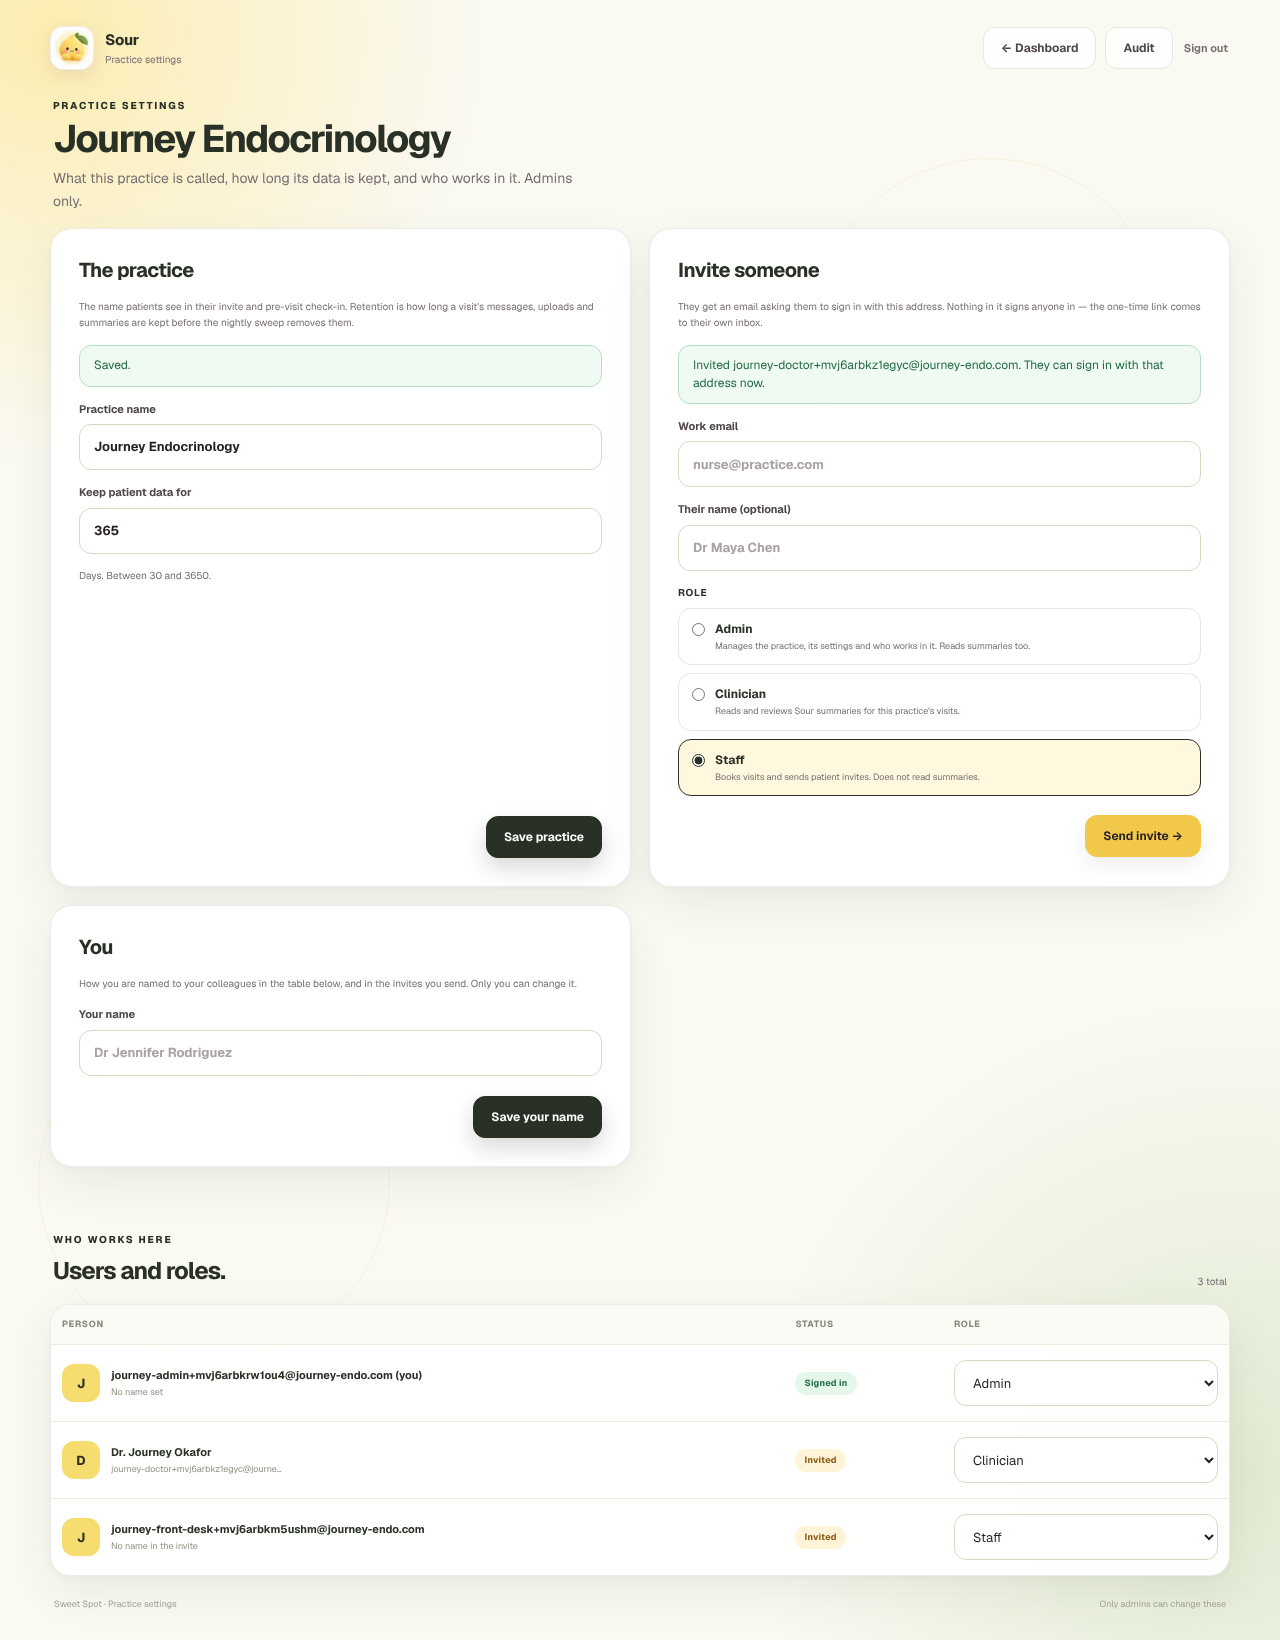 Sour
Practice settings
← Dashboard
Audit
Sign out
PRACTICE SETTINGS
Journey Endocrinology
What this practice is called, how long its data is kept, and who works in it. Admins
only.
The practice
The name patients see in their invite and pre-visit check-in. Retention is how long a visit's messages, uploads and
summaries are kept before the nightly sweep removes them.
Saved.
Practice name
Journey Endocrinology
Keep patient data for
365
Days. Between 30 and 3650.
Save practice
Invite someone
They get an email asking them to sign in with this address. Nothing in it signs anyone in — the one-time link comes
to their own inbox.
Invited journey-doctor+mvj6arbkz1egyc@journey-endo.com. They can sign in with that
address now.
Work email
nurse@practice.com
Their name (optional)
Dr Maya Chen
ROLE
Admin
Manages the practice, its settings and who works in it. Reads summaries too.
Clinician
Reads and reviews Sour summaries for this practice's visits.
Staff
Books visits and sends patient invites. Does not read summaries.
Send invite →
You
How you are named to your colleagues in the table below, and in the invites you send. Only you can change it.
Your name
Dr Jennifer Rodriguez
Save your name
WHO WORKS HERE
Users and roles.
3 total
PERSON
STATUS
ROLE
J
journey-admin+mvj6arbkrw1ou4@journey-endo.com (you)
No name set
Signed in
Admin
D
Dr. Journey Okafor
journey-doctor+mvj6arbkz1egyc@journe...
Invited
Clinician
J
journey-front-desk+mvj6arbkm5ushm@journey-endo.com
No name in the invite
Invited
Staff
Sweet Spot · Practice settings
Only admins can change these